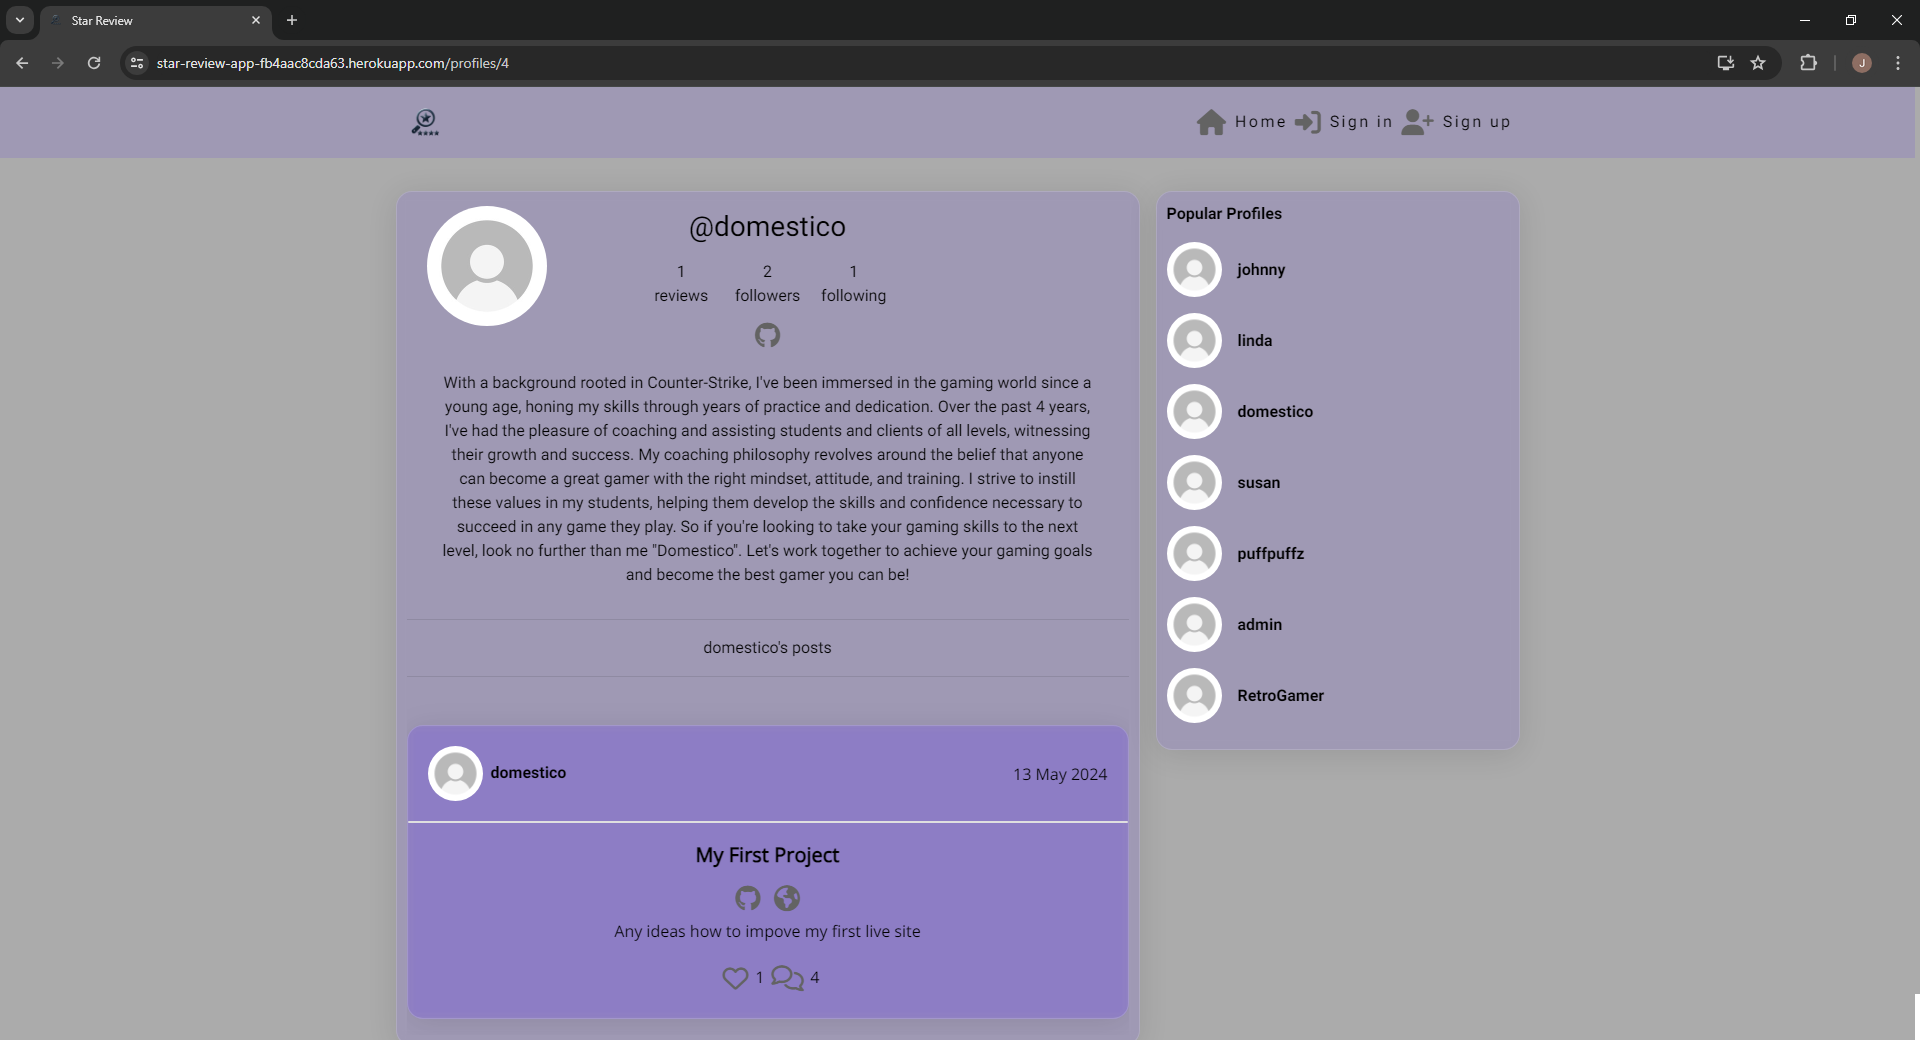 Star Review
star-review-app-fb4aac8cda63.herokuapp.com/profiles/4
J
Home Sign in Sign up
@domestico
1 2 1
reviews followers following
With a background rooted in Counter-Strike, I've been immersed in the gaming world since a
young age, honing my skills through years of practice and dedication. Over the past 4 years,
I've had the pleasure of coaching and assisting students and clients of all levels, witnessing
their growth and success. My coaching philosophy revolves around the belief that anyone
can become a great gamer with the right mindset, attitude, and training. I strive to instill
these values in my students, helping them develop the skills and confidence necessary to
succeed in any game they play. So if you're looking to take your gaming skills to the next
level, look no further than me "Domestico". Let's work together to achieve your gaming goals
and become the best gamer you can be!
domestico's posts
domestico 13 May 2024
My First Project
Any ideas how to impove my first live site
1 4
Popular Profiles
johnny
linda
domestico
susan
puffpuffz
admin
RetroGamer